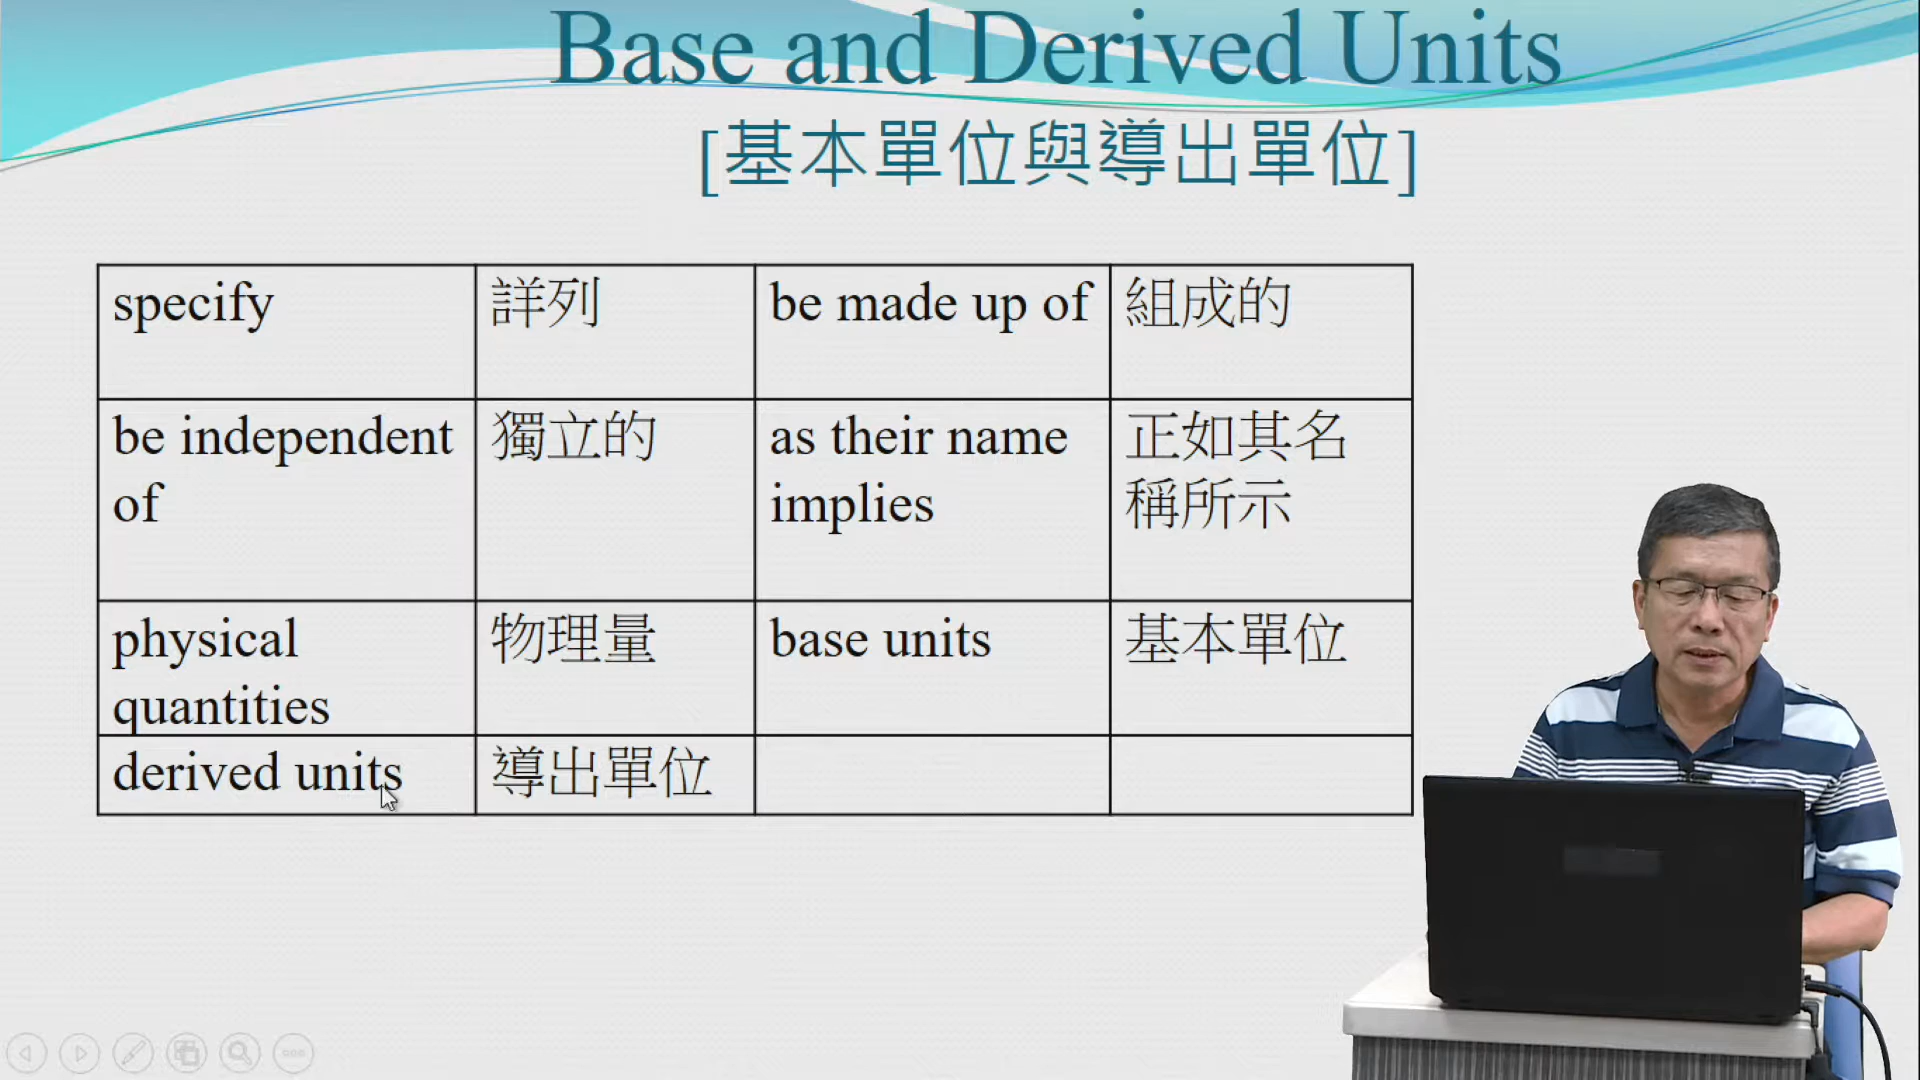 Base and Derived Units
[基本單位與導出單位]
specify 詳列 be made up of 組成的
be independent 獨立的 as their name 正如其名
of implies 稱所示
physical 物理量 base units 基本單位
quantities
derived units 導出單位